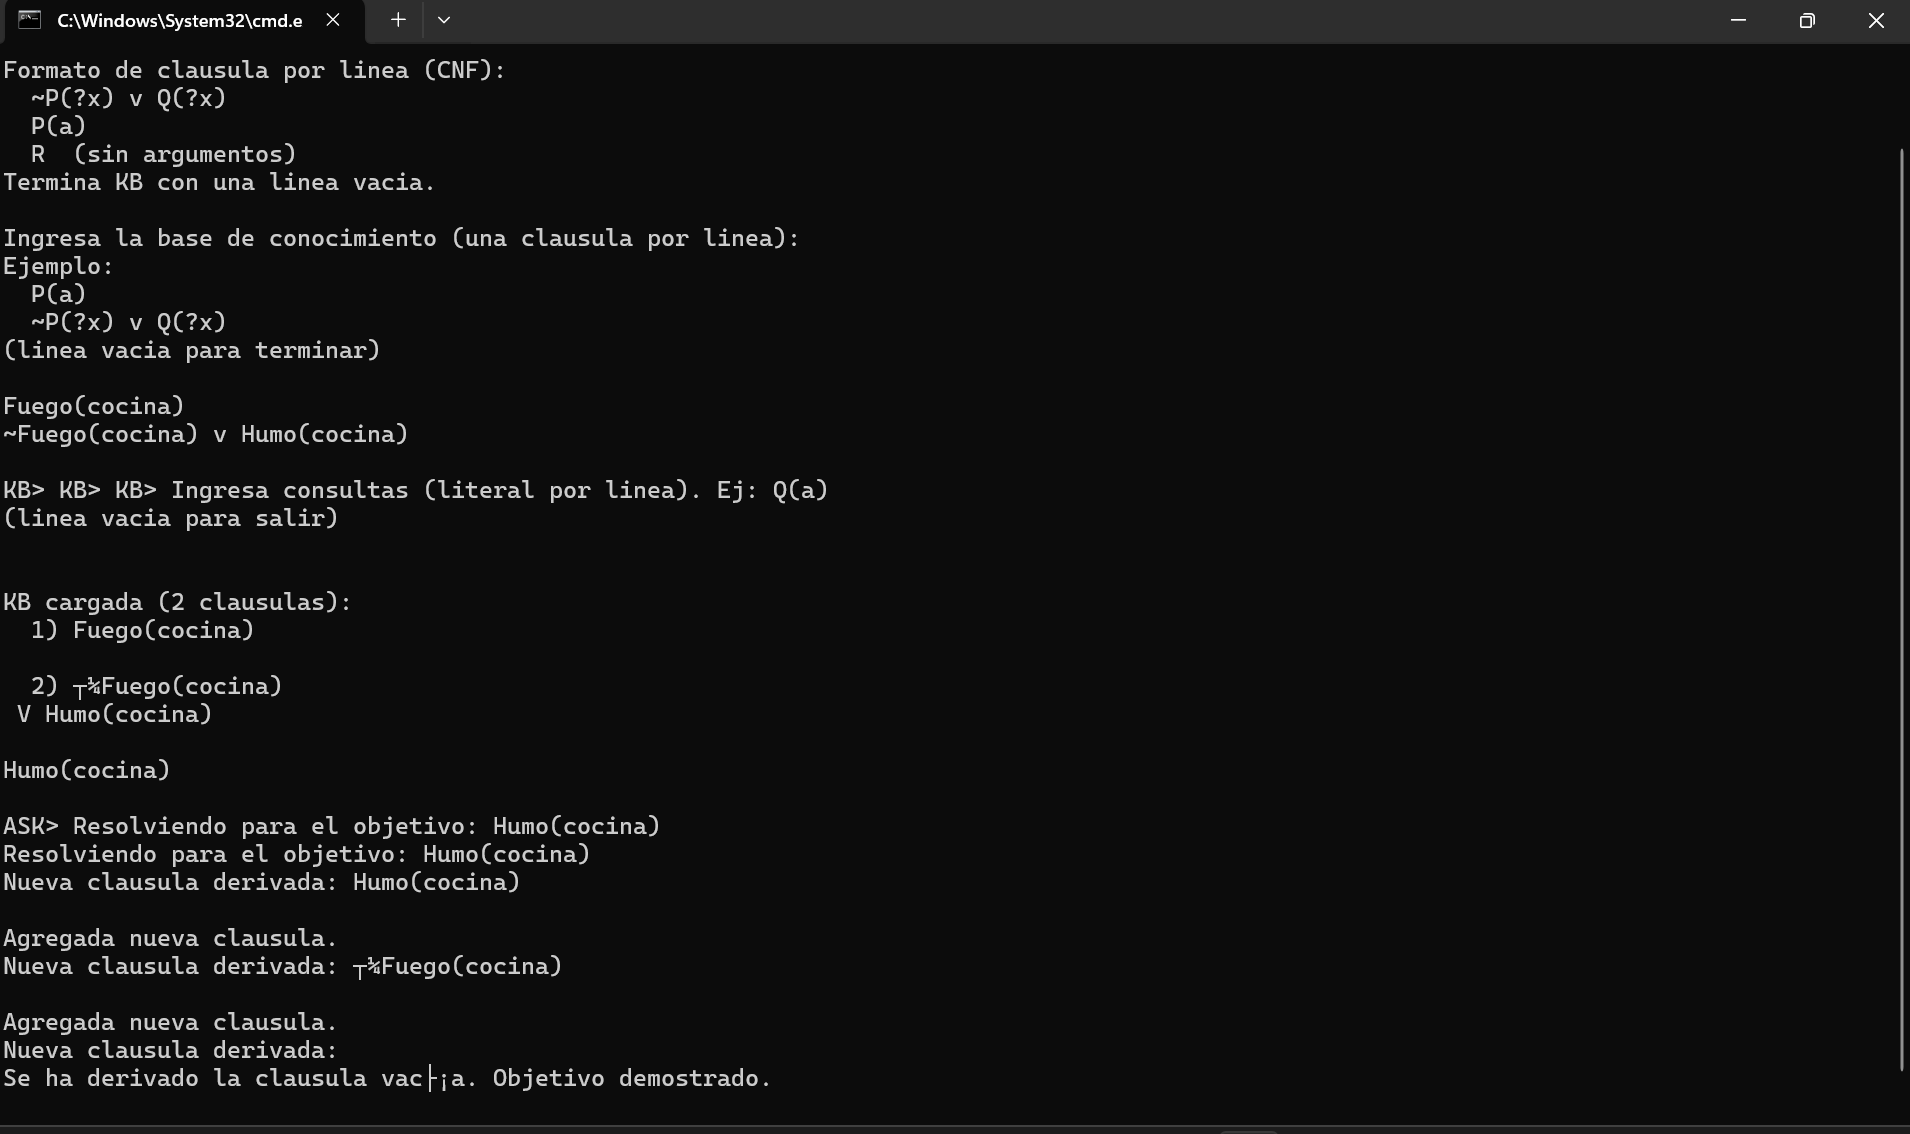 C:\Windows\System32\cmd.e
Formato de clausula por linea (CNF):
  ~P(?x) v Q(?x)
  P(a)
  R  (sin argumentos)
Termina KB con una linea vacia.
Ingresa la base de conocimiento (una clausula por linea):
Ejemplo:
  P(a)
  ~P(?x) v Q(?x)
(linea vacia para terminar)
Fuego(cocina)
~Fuego(cocina) v Humo(cocina)
KB> KB> KB> Ingresa consultas (literal por linea). Ej: Q(a)
(linea vacia para salir)
KB cargada (2 clausulas):
  1) Fuego(cocina)
  2) ┬¼Fuego(cocina)
 V Humo(cocina)
Humo(cocina)
ASK> Resolviendo para el objetivo: Humo(cocina)
Resolviendo para el objetivo: Humo(cocina)
Nueva clausula derivada: Humo(cocina)
Agregada nueva clausula.
Nueva clausula derivada: ┬¼Fuego(cocina)
Agregada nueva clausula.
Nueva clausula derivada:
Se ha derivado la clausula vac├¡a. Objetivo demostrado.